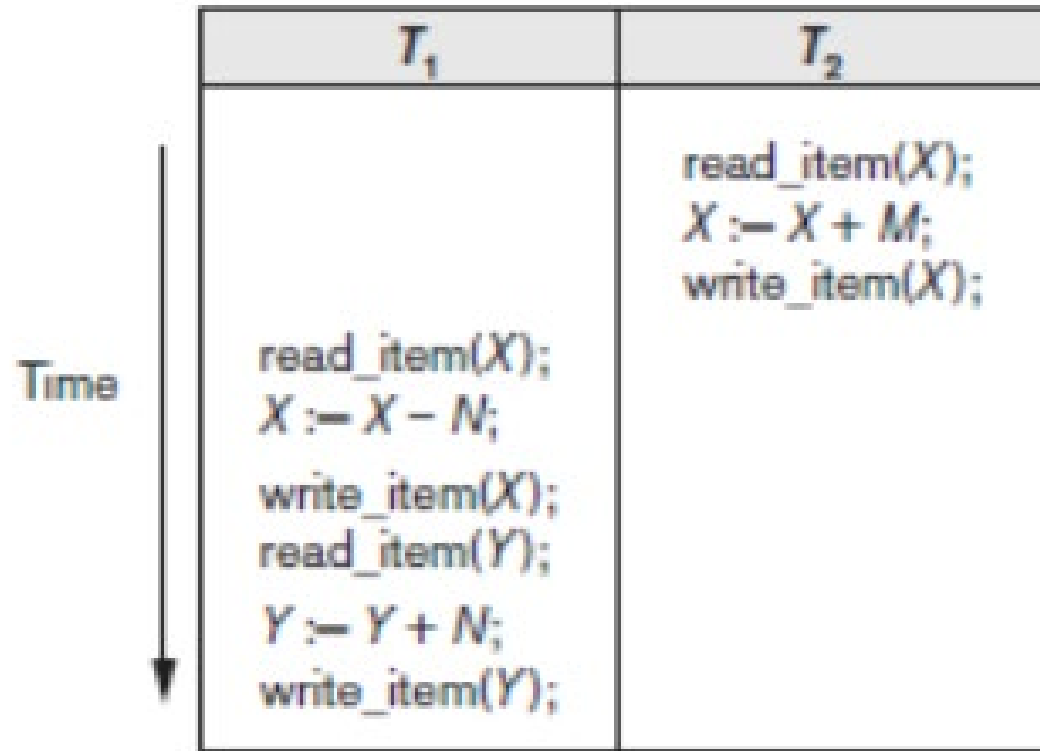 T₁ T₂
read_item(X);
X := X + M;
write_item(X);
Time
read_item(X);
X := X − N;
write_item(X);
read_item(Y);
Y := Y + N;
write_item(Y);